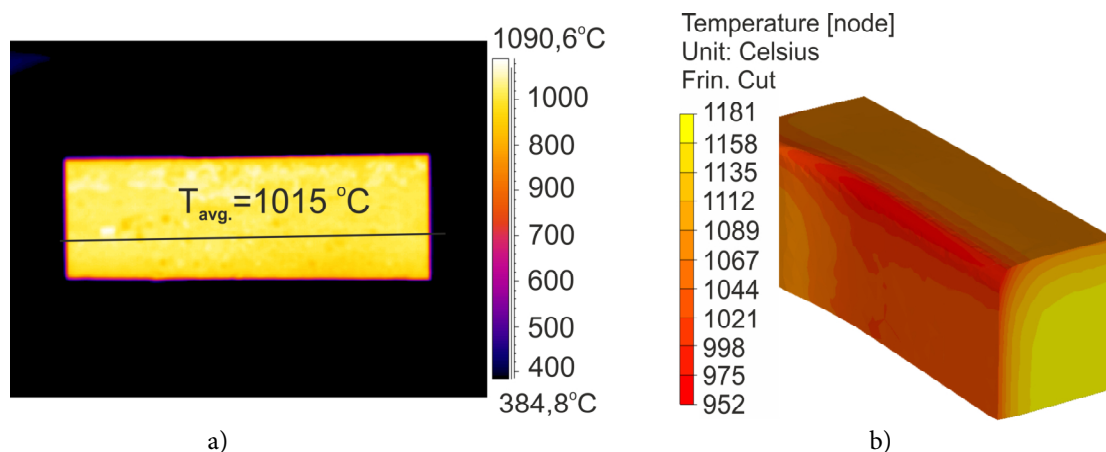 1090,6°C
1000
800
900
700
600
500
400
384,8°C
Tavg.=1015 °C
a)
Temperature [node]
Unit: Celsius
Frin. Cut
1181
1158
1135
1112
1089
1067
1044
1021
998
975
952
b)